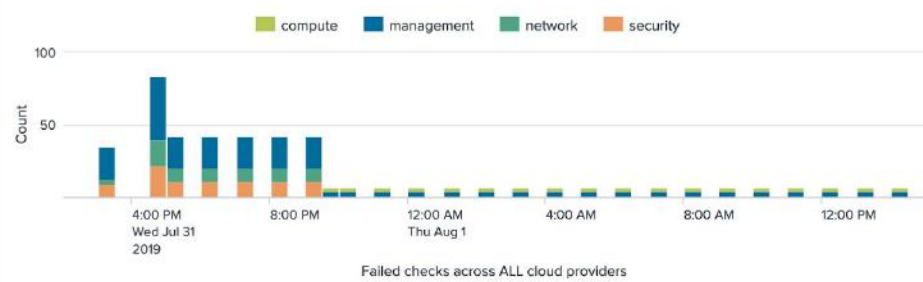 compute management network security
100
50
Count
4:00 PM 8:00 PM 12:00 AM 4:00 AM 8:00 AM 12:00 PM
Wed Jul 31 Thu Aug 1
2019
Failed checks across ALL cloud providers